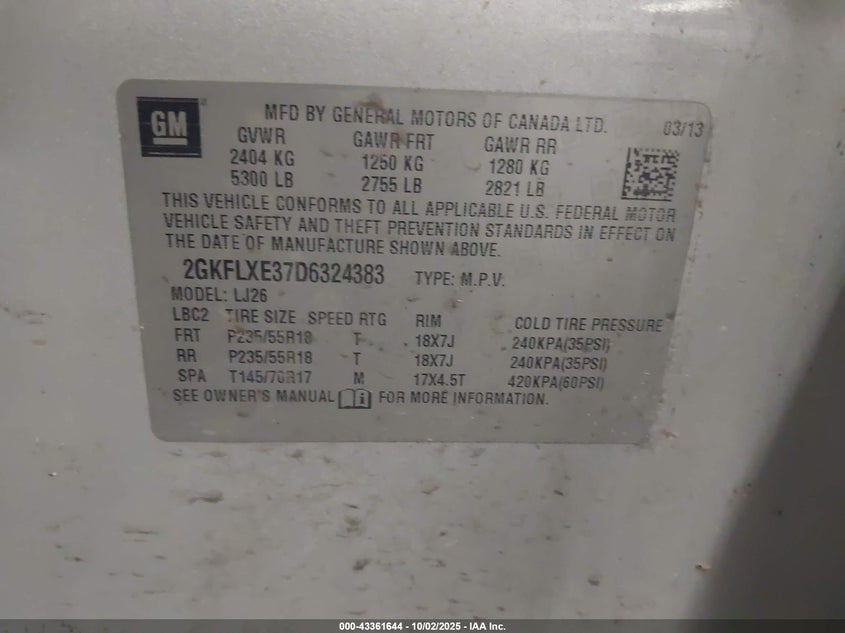 GM
MFD BY GENERAL MOTORS OF CANADA LTD. 03/13
GVWR GAWR FRT GAWR RR
2404 KG 1250 KG 1280 KG
5300 LB 2755 LB 2821 LB
THIS VEHICLE CONFORMS TO ALL APPLICABLE U.S. FEDERAL MOTOR
VEHICLE SAFETY AND THEFT PREVENTION STANDARDS IN EFFECT ON
THE DATE OF MANUFACTURE SHOWN ABOVE.
2GKFLXE37D6324383 TYPE: M.P.V.
MODEL: LJ26
LBC2 TIRE SIZE SPEED RTG RIM COLD TIRE PRESSURE
FRT P235/55R18 T 18X7J 240KPA(35PSI)
RR P235/55R18 T 18X7J 240KPA(35PSI)
SPA T145/70R17 M 17X4.5T 420KPA(60PSI)
SEE OWNER'S MANUAL i FOR MORE INFORMATION.
000-43361644 | 10/02/2025 - IAA Inc.